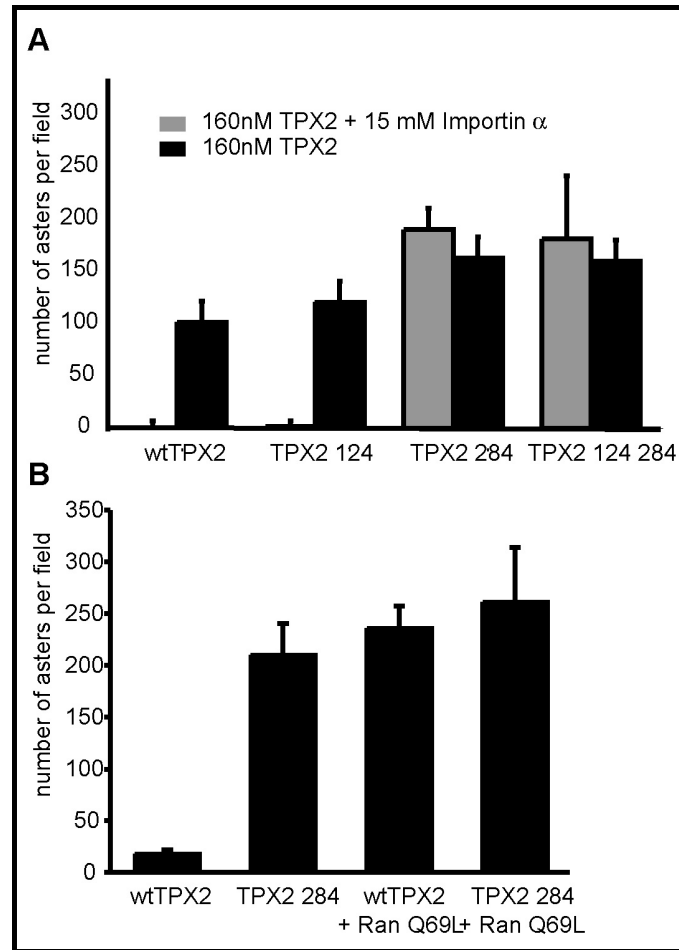 A
number of asters per field
300
250
200
150
100
50
0
160nM TPX2 + 15 mM Importin α
160nM TPX2
wtTPX2 TPX2 124 TPX2 284 TPX2 124 284
B
number of asters per field
350
300
250
200
150
100
50
0
wtTPX2 TPX2 284 wtTPX2 TPX2 284
+ Ran Q69L + Ran Q69L